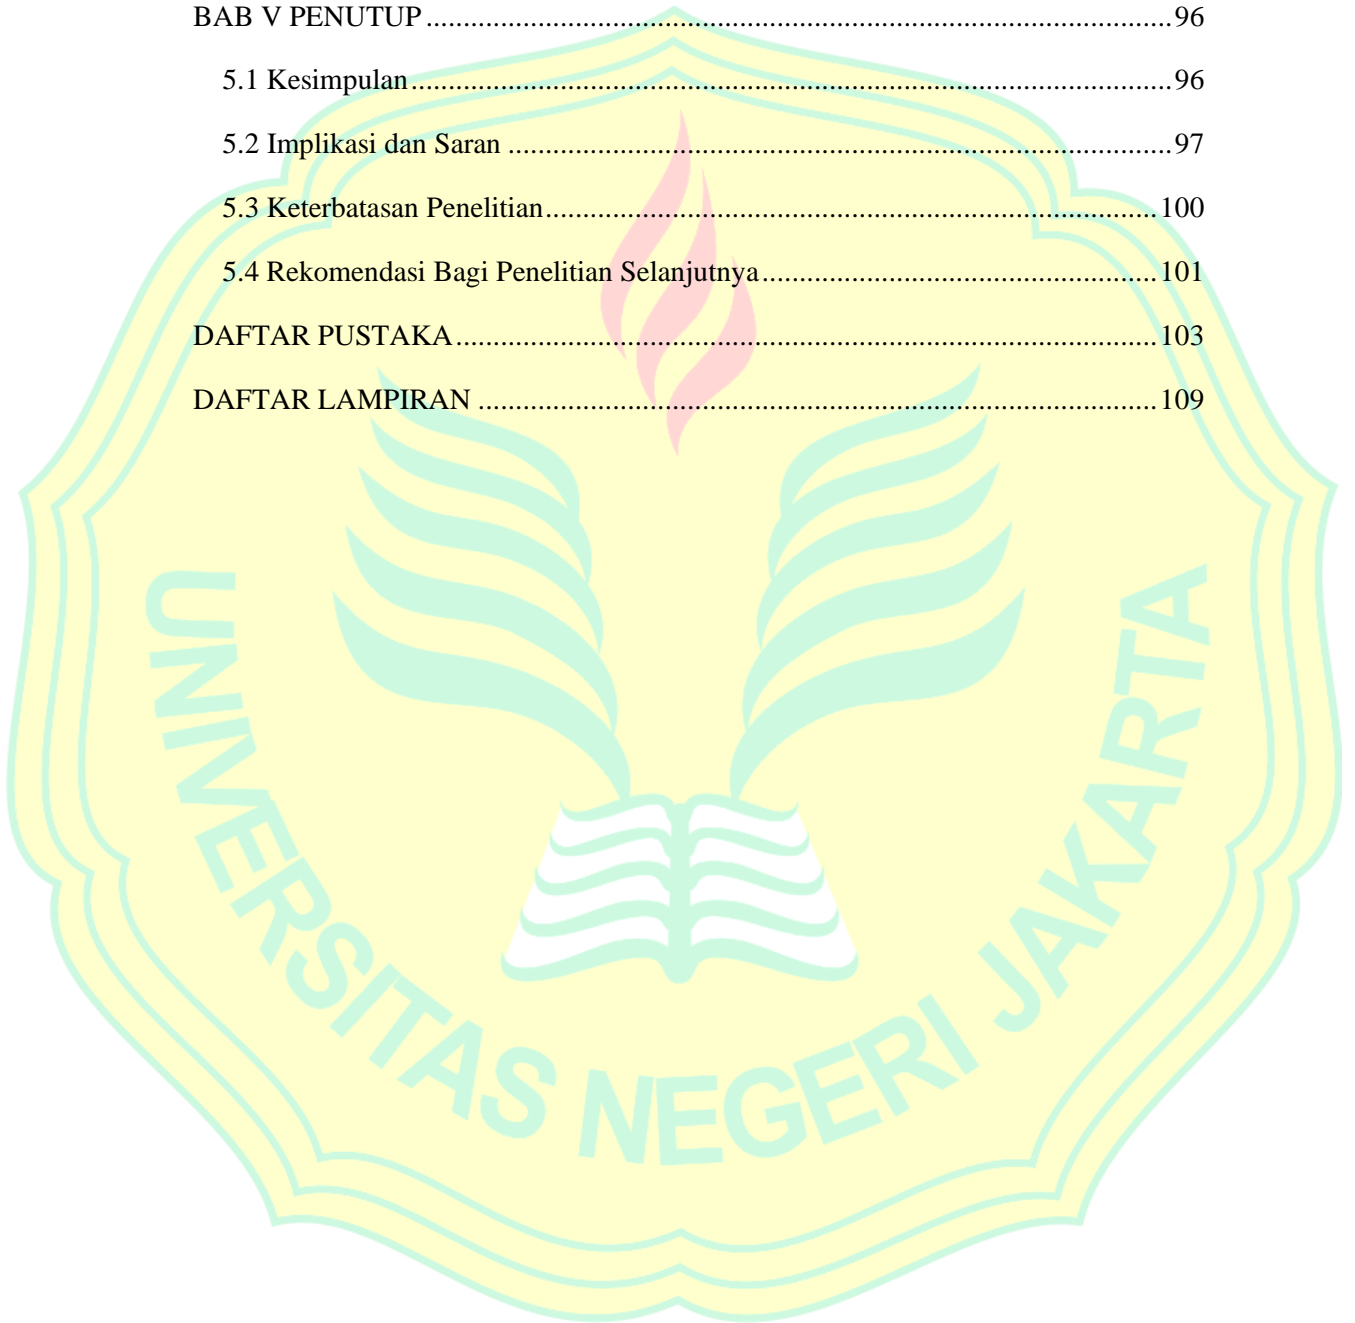 BAB V PENUTUP ........................................................................................................ 96
5.1 Kesimpulan ........................................................................................................ 96
5.2 Implikasi dan Saran ........................................................................................... 97
5.3 Keterbatasan Penelitian ................................................................................... 100
5.4 Rekomendasi Bagi Penelitian Selanjutnya ....................................................... 101
DAFTAR PUSTAKA ................................................................................................ 103
DAFTAR LAMPIRAN ............................................................................................. 109
UNIVERSITAS NEGERI JAKARTA